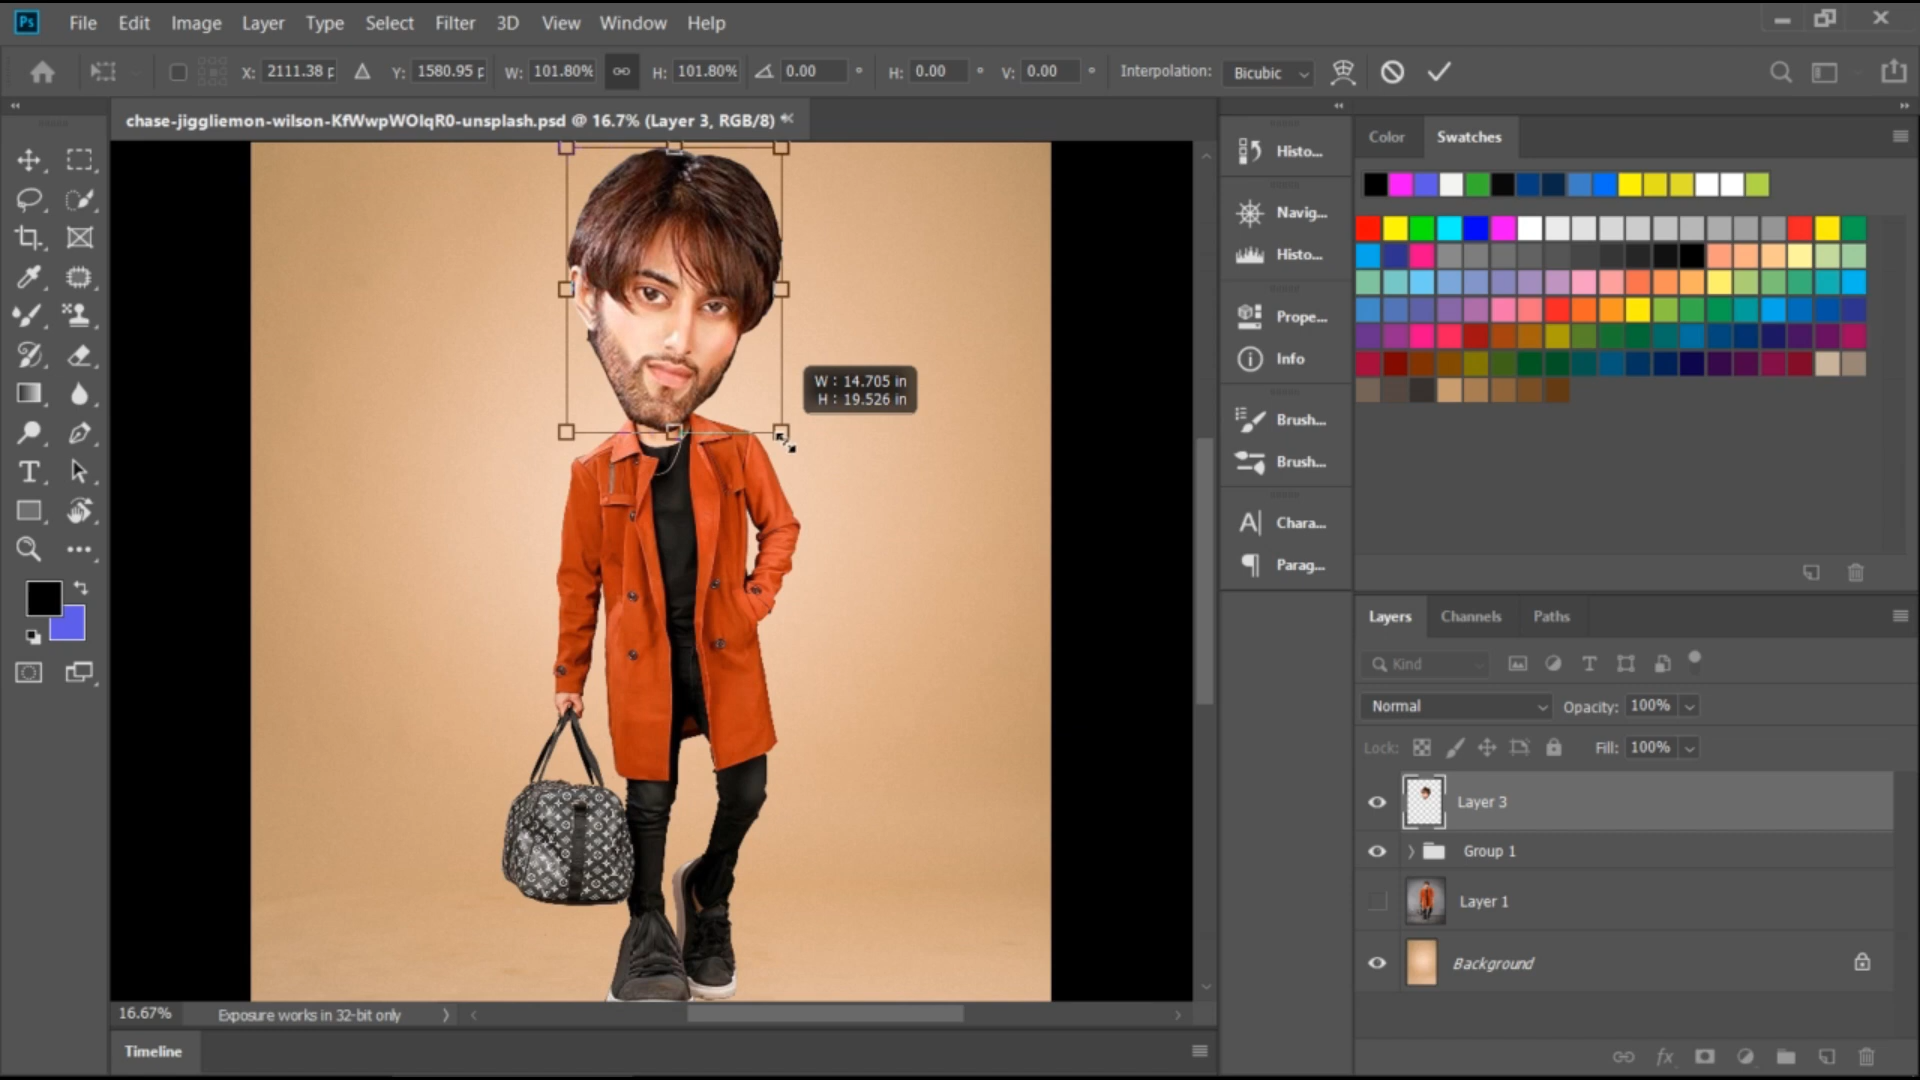 Ps File Edit Image Layer Type Select Filter 3D View Window Help
X: 2111.38 p Y: 1580.95 p W: 101.80% H: 101.80% 0.00 ° H: 0.00 ° V: 0.00 ° Interpolation: Bicubic
chase-jiggliemon-wilson-KfWwpWOlqR0-unsplash.psd @ 16.7% (Layer 3, RGB/8)
W : 14.705 in
H : 19.526 in
16.67% Exposure works in 32-bit only
Timeline
Histo...
Navig...
Histo...
Prope...
Info
Brush...
Brush...
Chara...
Parag...
Color Swatches
Layers Channels Paths
Kind
Normal Opacity: 100%
Lock: Fill: 100%
Layer 3
Group 1
Layer 1
Background
fx